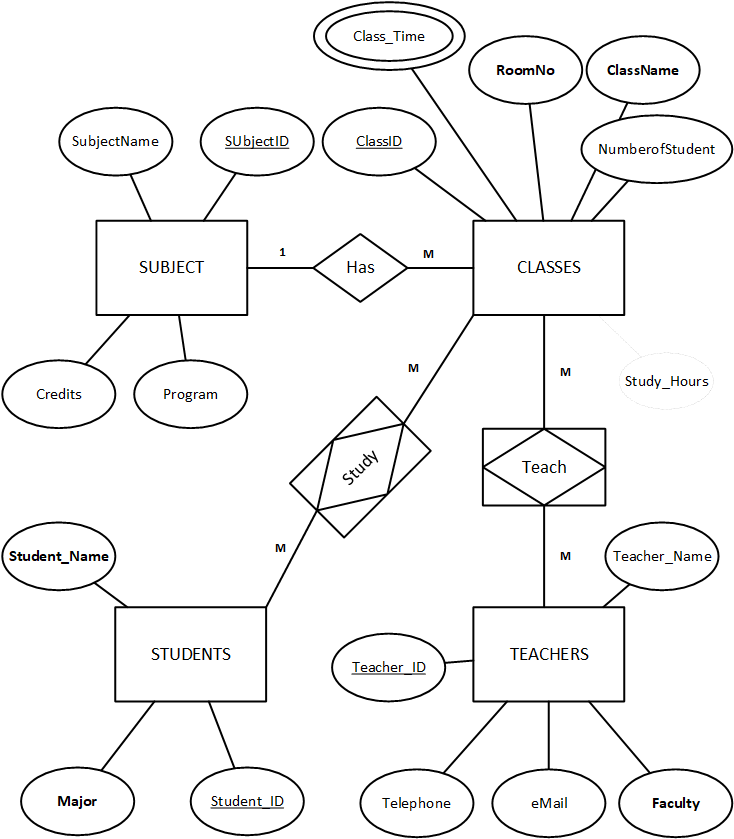 Class_Time
RoomNo
ClassName
SubjectName
SUbjectID
ClassID
NumberofStudent
SUBJECT
1
Has
M
CLASSES
M
M
Study_Hours
Credits
Program
Study
Teach
M
M
Student_Name
Teacher_Name
STUDENTS
Teacher_ID
TEACHERS
Major
Student_ID
Telephone
eMail
Faculty